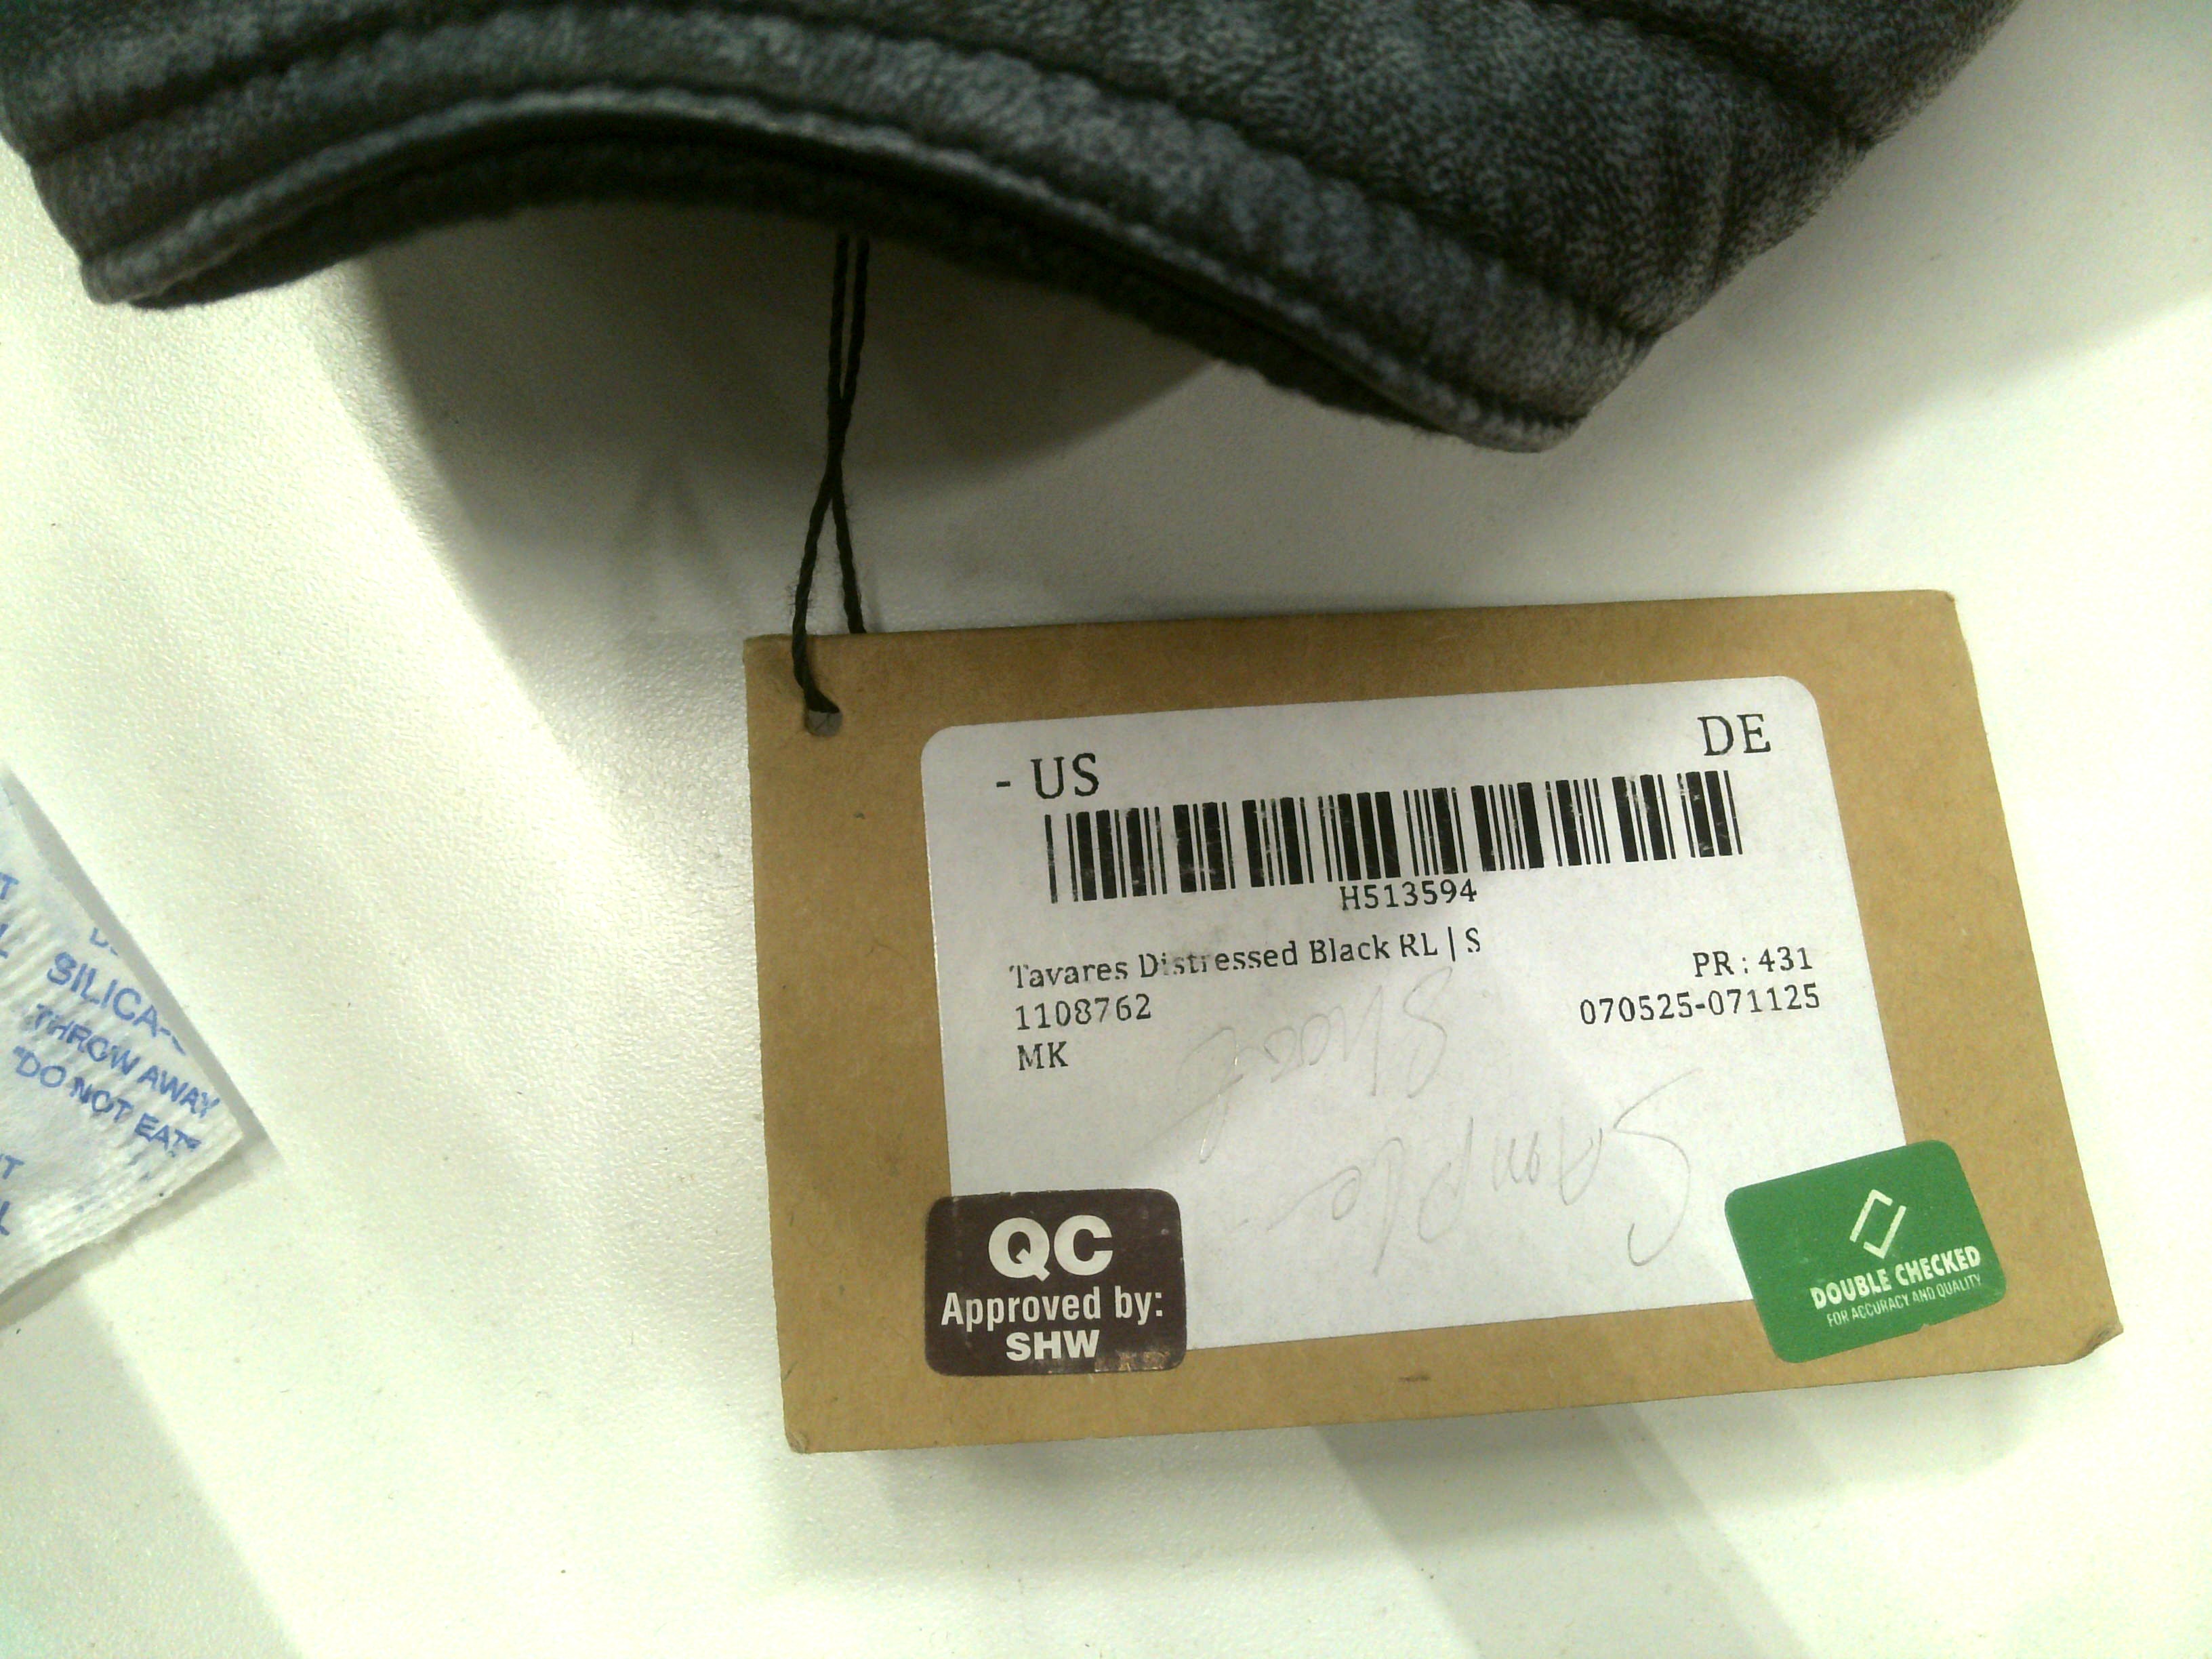 - US
DE
H513594
Tavares Distressed Black RL | S
1108762
MK
PR : 431
070525-071125
Sample
Shoot
QC
Approved by:
SHW
DOUBLE CHECKED
FOR ACCURACY AND QUALITY
SILICA
THROW AWAY
"DO NOT EAT"